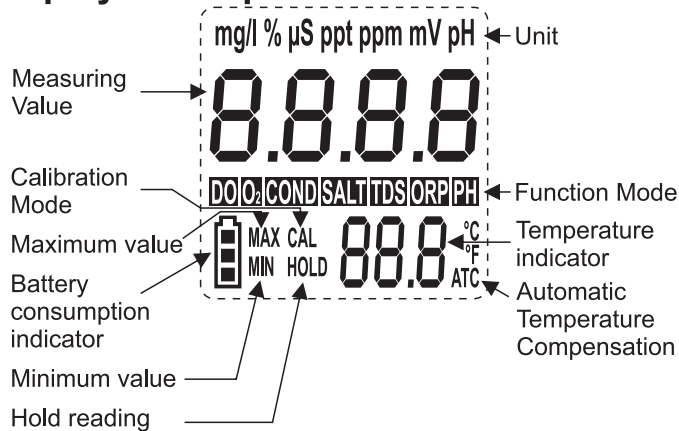 mg/l % µS ppt ppm mV pH
Unit
Measuring
Value
8.8.8.8
Calibration
Mode
DO O₂ COND SALT TDS ORP PH
Function Mode
Maximum value
MAX CAL
MIN HOLD
88.8
°C
°F
ATC
Temperature
indicator
Battery
consumption
indicator
Automatic
Temperature
Compensation
Minimum value
Hold reading